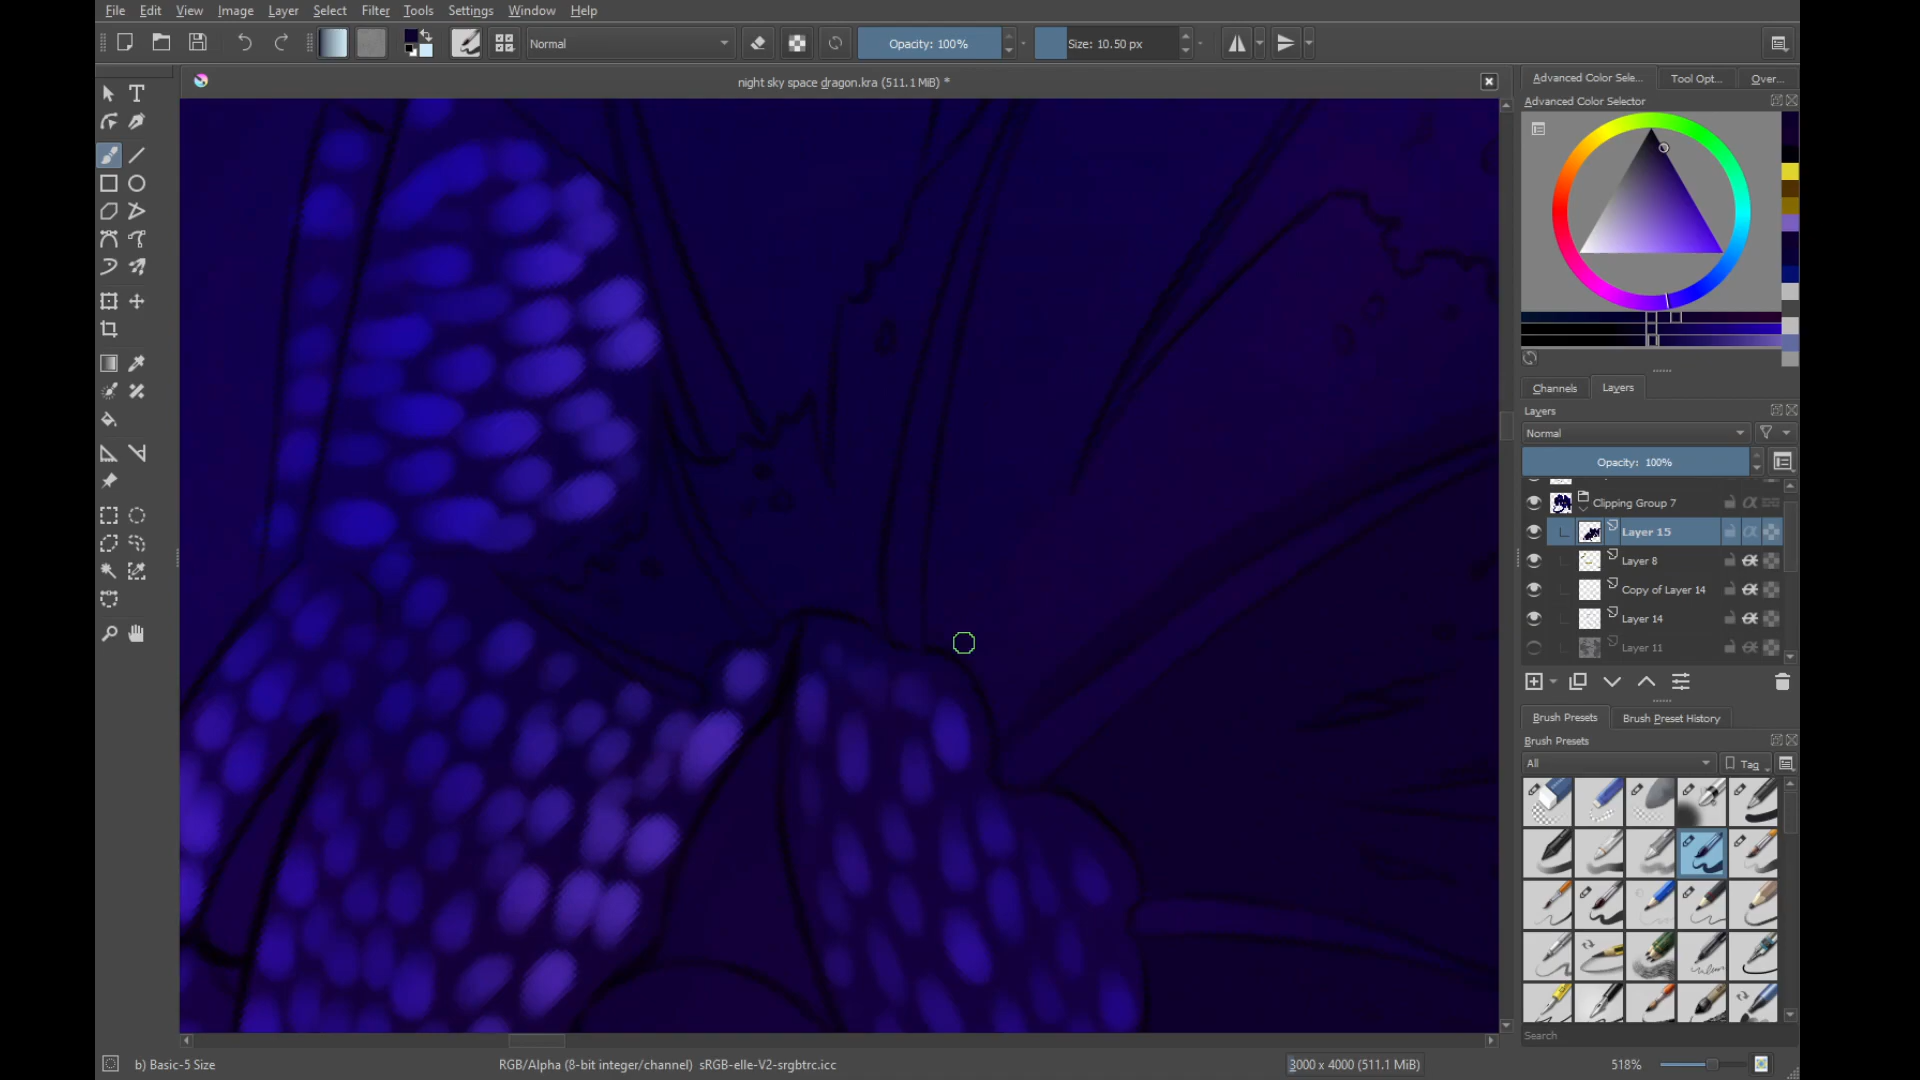 File Edit View Image Layer Select Filter Tools Settings Window Help
Normal Opacity: 100% Size: 10.50 px
night sky space dragon.kra (511.1 MiB) *
Advanced Color Sele... Tool Opt... Over...
Advanced Color Selector
Channels Layers
Layers
Normal
Opacity: 100%
Clipping Group 7
Layer 15
Layer 8
Copy of Layer 14
Layer 14
Layer 11
Brush Presets Brush Preset History
Brush Presets
All Tag
Search
b) Basic-5 Size RGB/Alpha (8-bit integer/channel) sRGB-elle-V2-srgbtrc.icc 3000 x 4000 (511.1 MiB) 518%